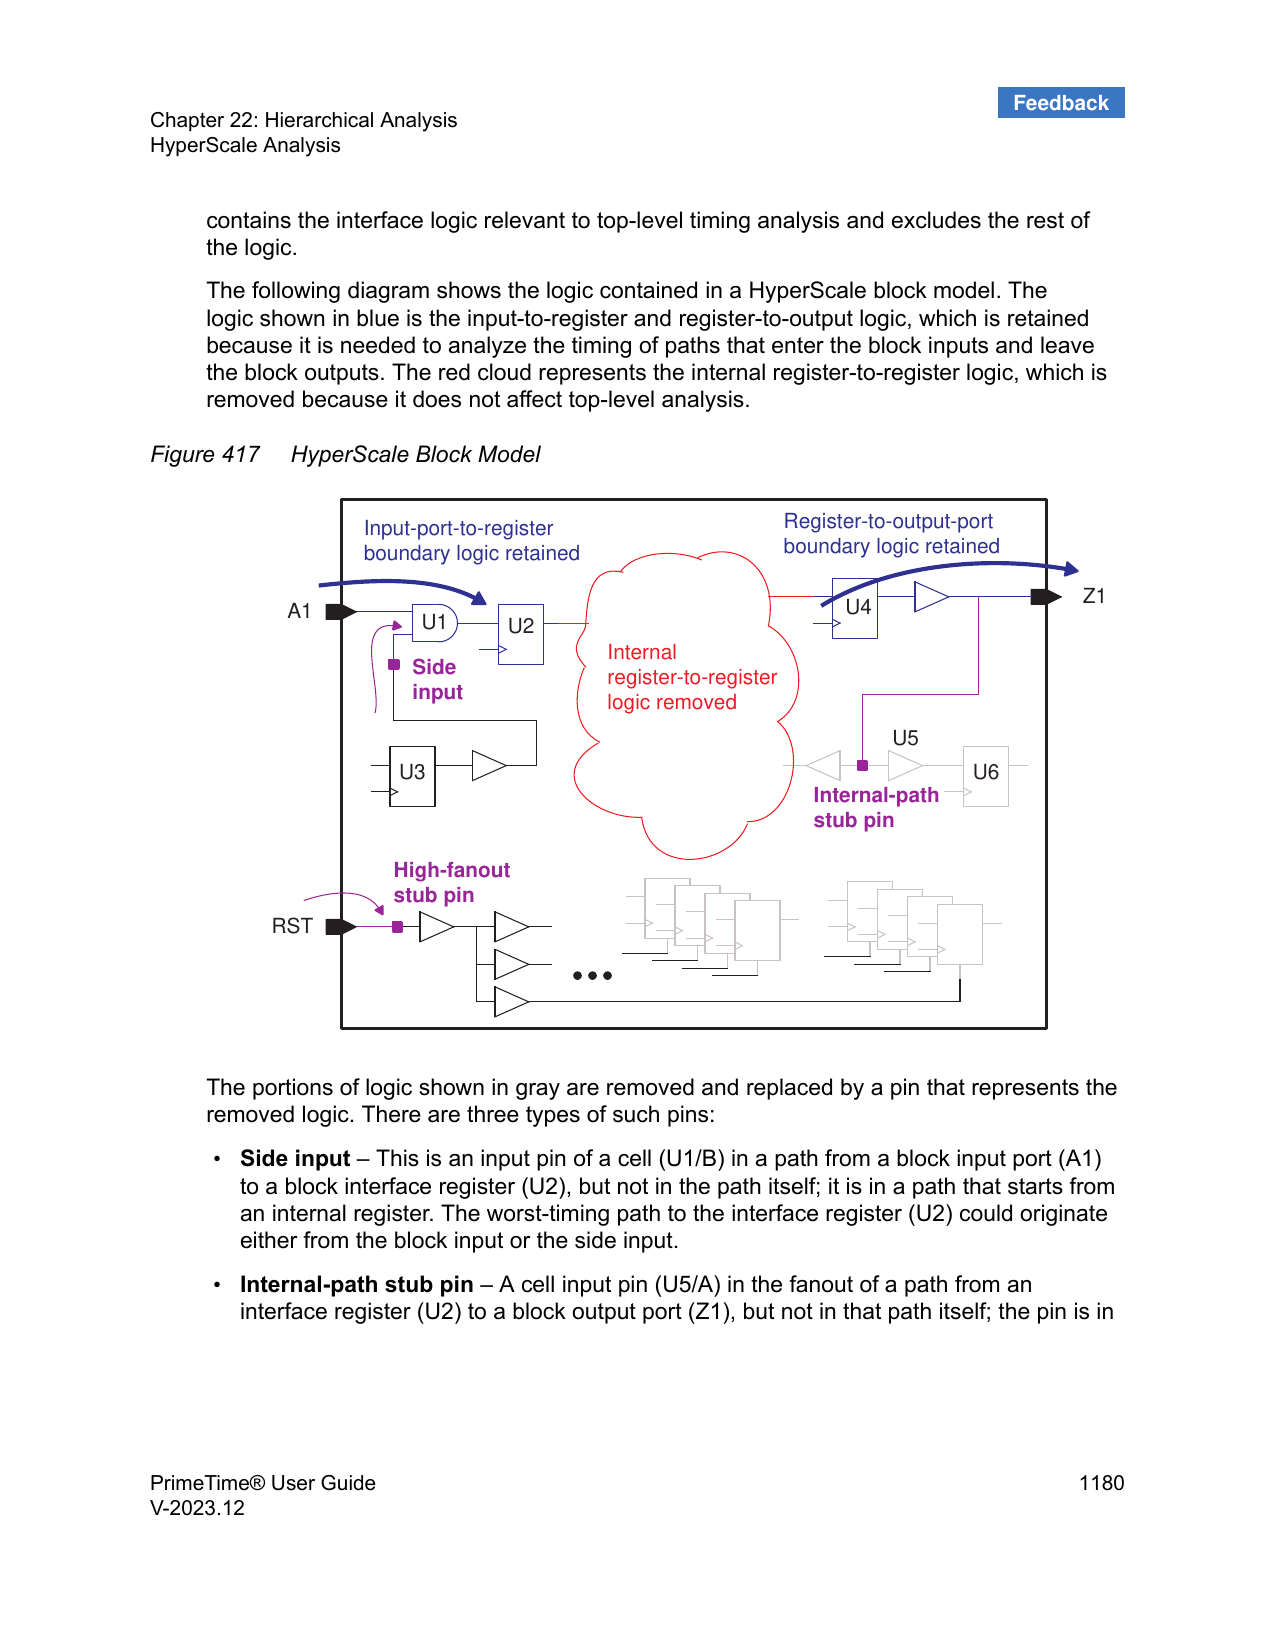 Feedback
Chapter 22: Hierarchical Analysis
HyperScale Analysis
contains the interface logic relevant to top-level timing analysis and excludes the rest of
the logic.
The following diagram shows the logic contained in a HyperScale block model. The
logic shown in blue is the input-to-register and register-to-output logic, which is retained
because it is needed to analyze the timing of paths that enter the block inputs and leave
the block outputs. The red cloud represents the internal register-to-register logic, which is
removed because it does not affect top-level analysis.
Figure 417 HyperScale Block Model
Input-port-to-register
boundary logic retained
Register-to-output-port
boundary logic retained
A1
U1
U2
U4
Z1
Side
input
Internal
register-to-register
logic removed
U3
U5
U6
Internal-path
stub pin
High-fanout
stub pin
RST
The portions of logic shown in gray are removed and replaced by a pin that represents the
removed logic. There are three types of such pins:
• Side input – This is an input pin of a cell (U1/B) in a path from a block input port (A1)
to a block interface register (U2), but not in the path itself; it is in a path that starts from
an internal register. The worst-timing path to the interface register (U2) could originate
either from the block input or the side input.
• Internal-path stub pin – A cell input pin (U5/A) in the fanout of a path from an
interface register (U2) to a block output port (Z1), but not in that path itself; the pin is in
PrimeTime® User Guide
V-2023.12
1180